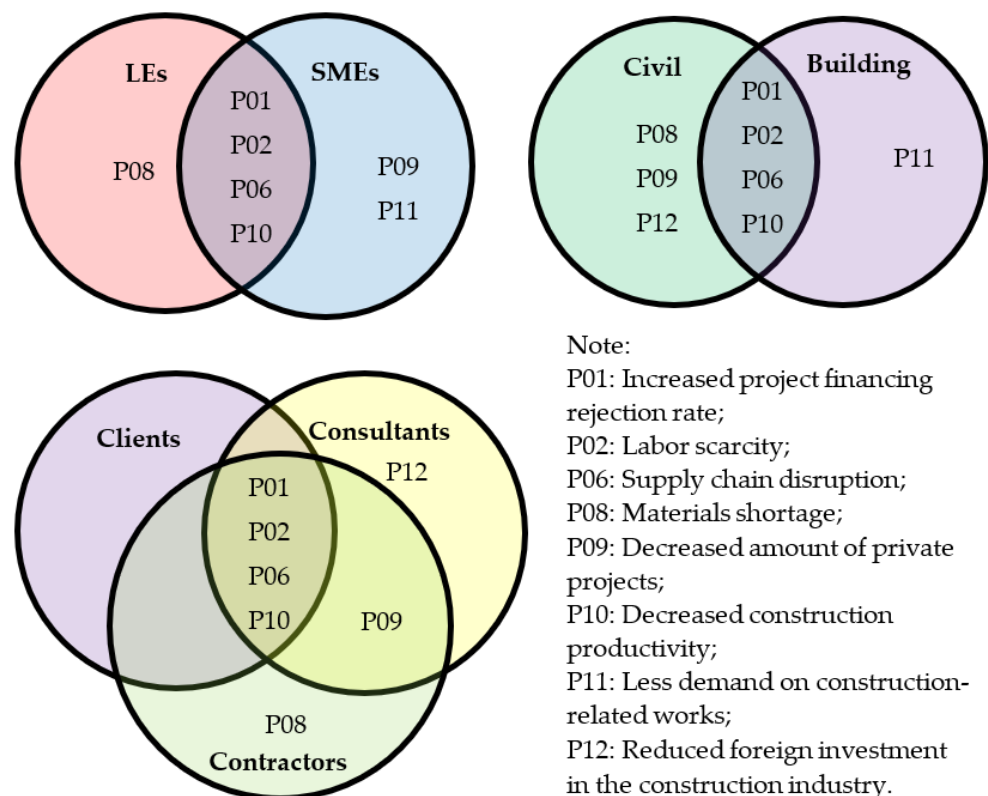 LEs
SMEs
P01
P02
P06
P10
P08
P09
P11
Civil
Building
P01
P02
P06
P10
P08
P09
P12
P11
Clients
Consultants
P12
P01
P02
P06
P10
P09
P08
Contractors
Note:
P01: Increased project financing
rejection rate;
P02: Labor scarcity;
P06: Supply chain disruption;
P08: Materials shortage;
P09: Decreased amount of private
projects;
P10: Decreased construction
productivity;
P11: Less demand on construction-
related works;
P12: Reduced foreign investment
in the construction industry.